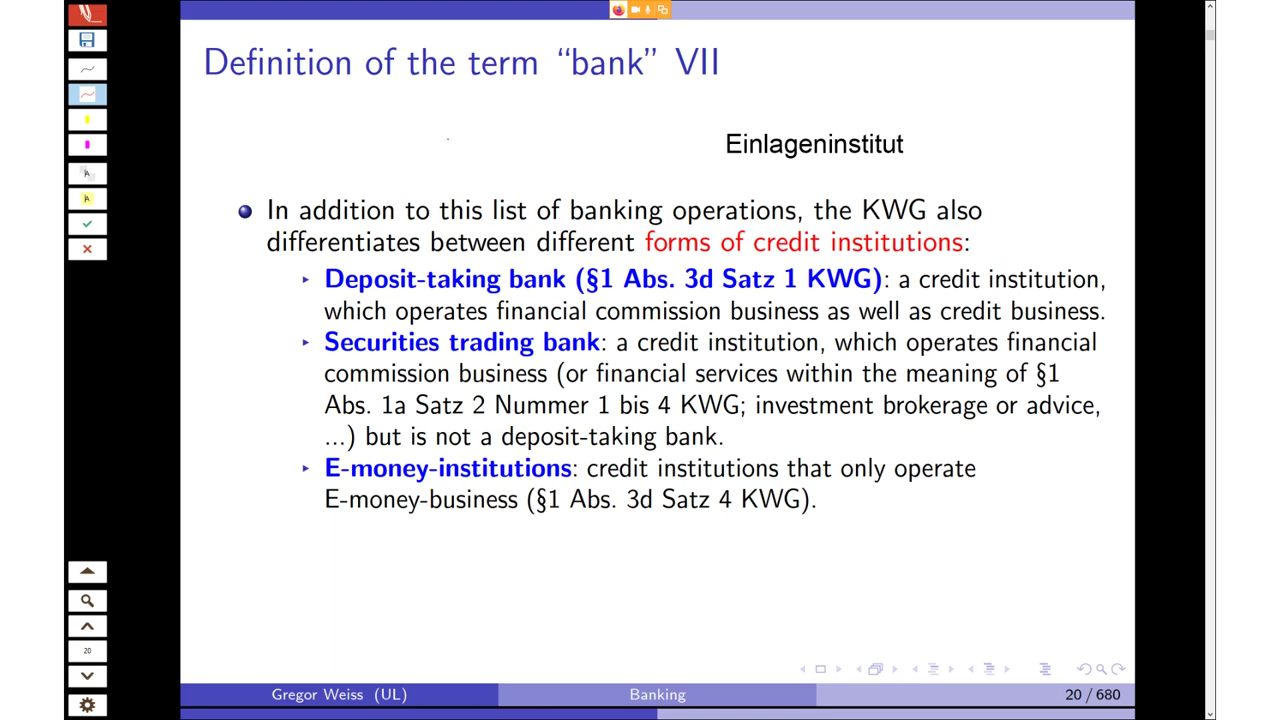 Definition of the term “bank” VII
Einlageninstitut
In addition to this list of banking operations, the KWG also
differentiates between different forms of credit institutions:
Deposit-taking bank (§1 Abs. 3d Satz 1 KWG): a credit institution,
which operates financial commission business as well as credit business.
Securities trading bank: a credit institution, which operates financial
commission business (or financial services within the meaning of §1
Abs. 1a Satz 2 Nummer 1 bis 4 KWG; investment brokerage or advice,
...) but is not a deposit-taking bank.
E-money-institutions: credit institutions that only operate
E-money-business (§1 Abs. 3d Satz 4 KWG).
20
Gregor Weiss (UL) Banking 20 / 680